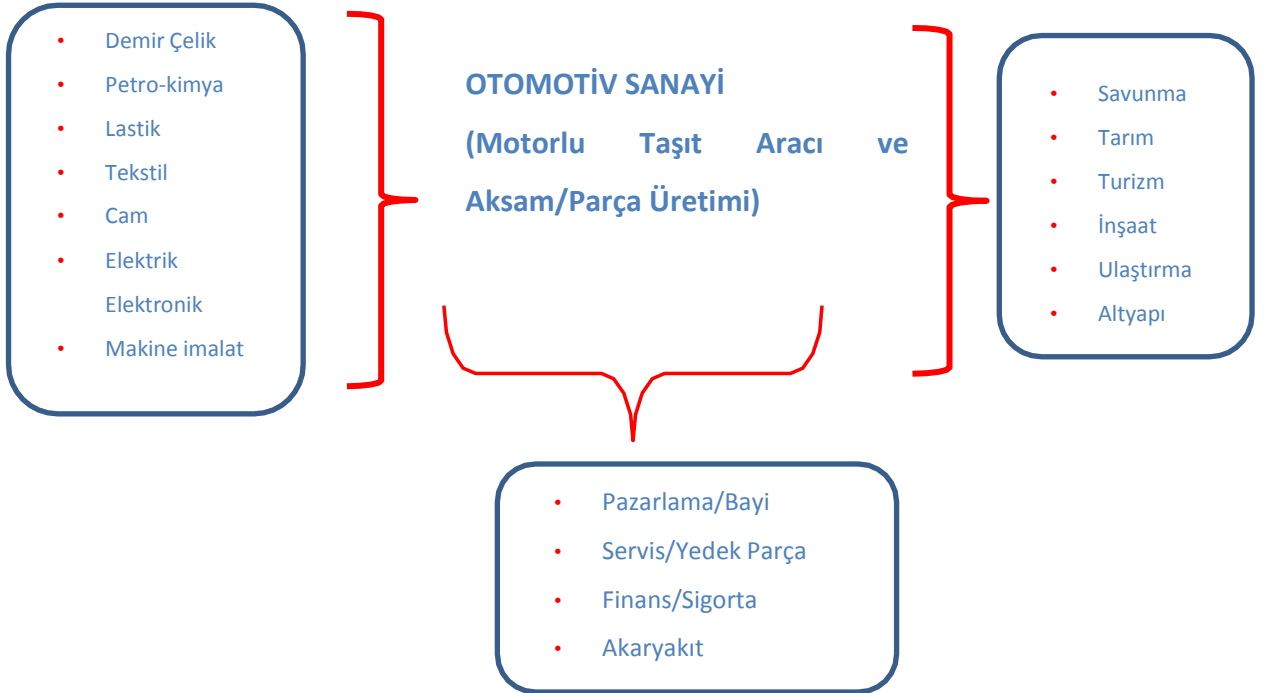 • Demir Çelik
• Petro-kimya
• Lastik
• Tekstil
• Cam
• Elektrik
Elektronik
• Makine imalat
OTOMOTİV SANAYİ
(Motorlu Taşıt Aracı ve
Aksam/Parça Üretimi)
• Savunma
• Tarım
• Turizm
• İnşaat
• Ulaştırma
• Altyapı
• Pazarlama/Bayi
• Servis/Yedek Parça
• Finans/Sigorta
• Akaryakıt